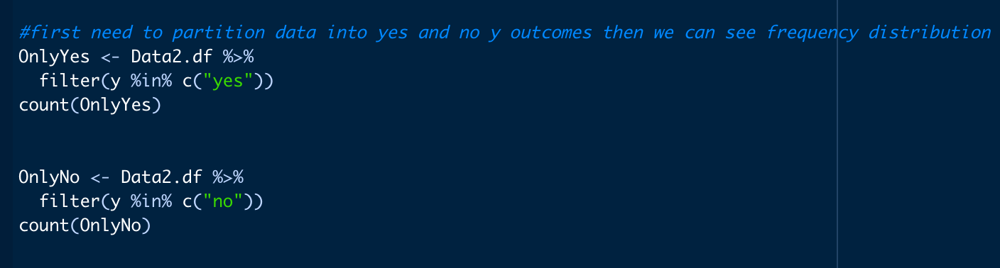 #first need to partition data into yes and no y outcomes then we can see frequency distribution
OnlyYes <- Data2.df %>%
  filter(y %in% c("yes"))
count(OnlyYes)
OnlyNo <- Data2.df %>%
  filter(y %in% c("no"))
count(OnlyNo)